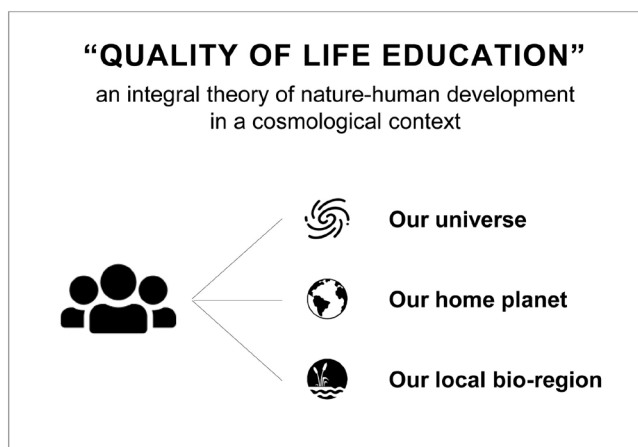 “QUALITY OF LIFE EDUCATION”
an integral theory of nature-human development
in a cosmological context
Our universe
Our home planet
Our local bio-region